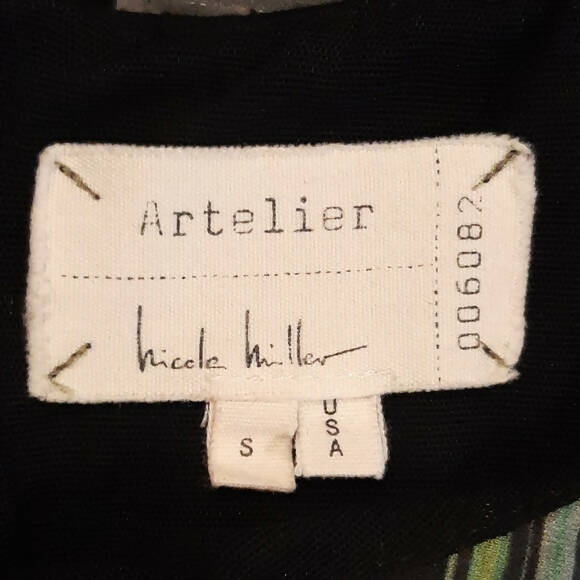 Artelier
nicole miller
006082
S
USA